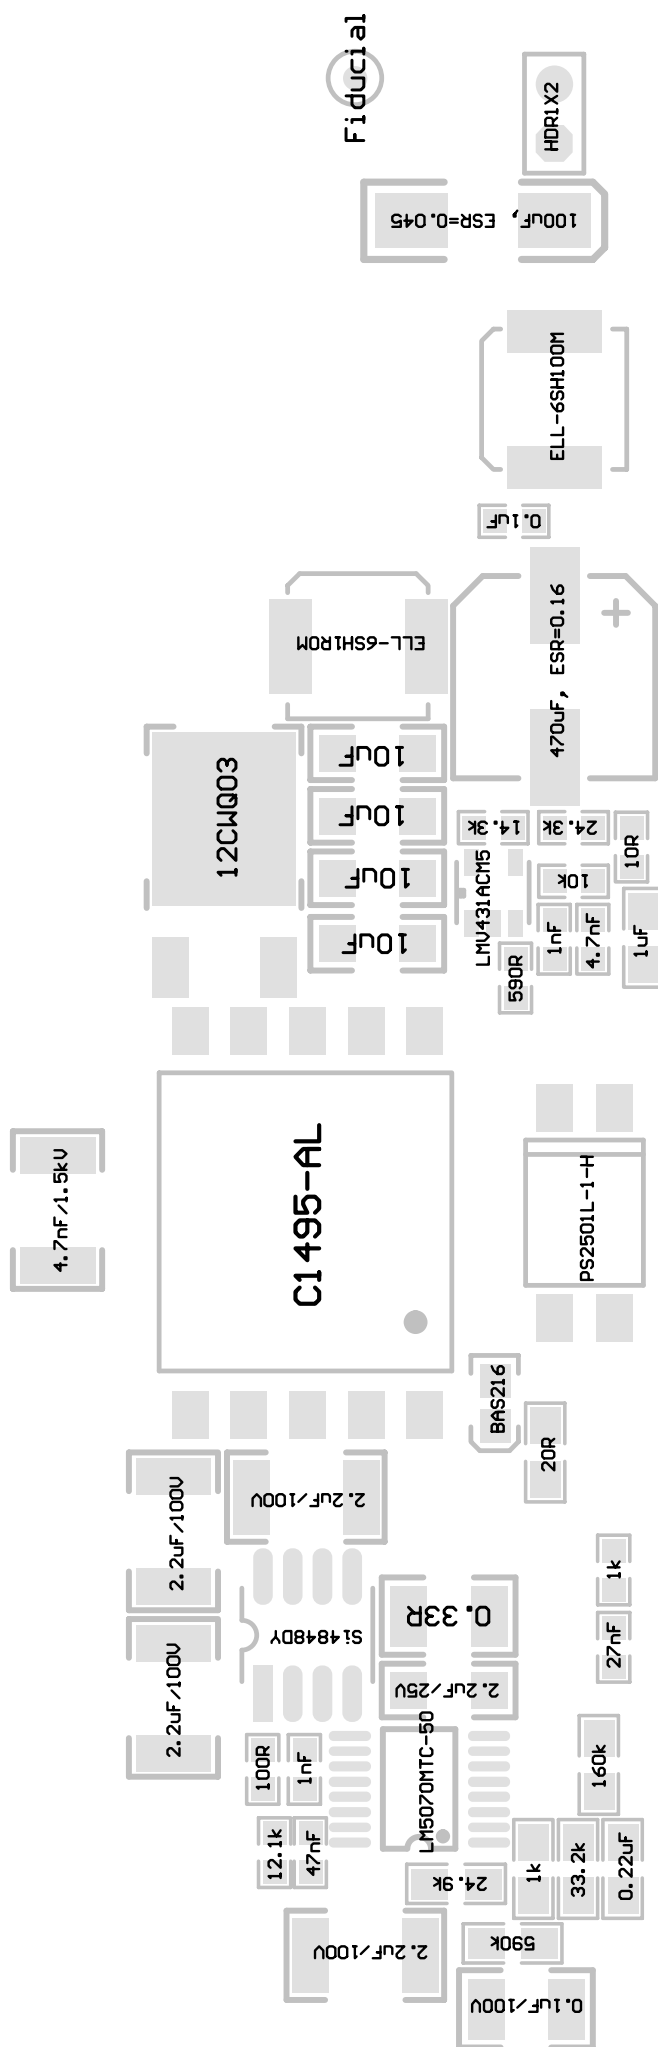 Fiducial
HDR1X2
100uF, ESR=0.045
ELL-6SH100M
0.1uF
ELL-6SH1R0M
470uF, ESR=0.16
+
12CWQ03
10uF
10uF
10uF
10uF
14.3k
24.3k
10R
LMV431ACM5
10k
1nF
4.7nF
1uF
590R
C1495-AL
4.7nF/1.5kV
PS2501L-1-H
BAS216
20R
2.2uF/100V
2.2uF/100V
1k
0.33R
Si4848DY
27nF
2.2uF/100V
2.2uF/25V
LM5070MTC-50
100R
1nF
160k
12.1k
47nF
24.9k
1k
33.2k
0.22uF
590k
2.2uF/100V
0.1uF/100V